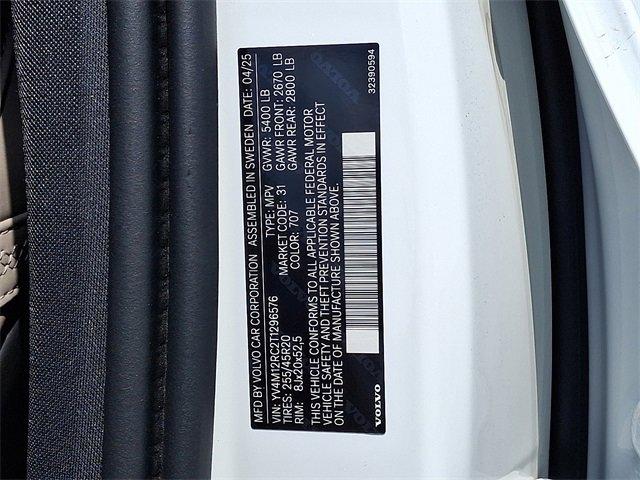 MFD BY VOLVO CAR CORPORATION ASSEMBLED IN SWEDEN DATE: 04/25
VIN: YV4M12RC2T1296576 TYPE: MPV GVWR: 5400 LB
TIRES: 255/45R20 MARKET CODE: 31 GAWR FRONT: 2670 LB
RIM: 8Jx20x52,5 COLOR: 707 GAWR REAR: 2800 LB
THIS VEHICLE CONFORMS TO ALL APPLICABLE FEDERAL MOTOR
VEHICLE SAFETY AND THEFT PREVENTION STANDARDS IN EFFECT
ON THE DATE OF MANUFACTURE SHOWN ABOVE.
VOLVO 32390594